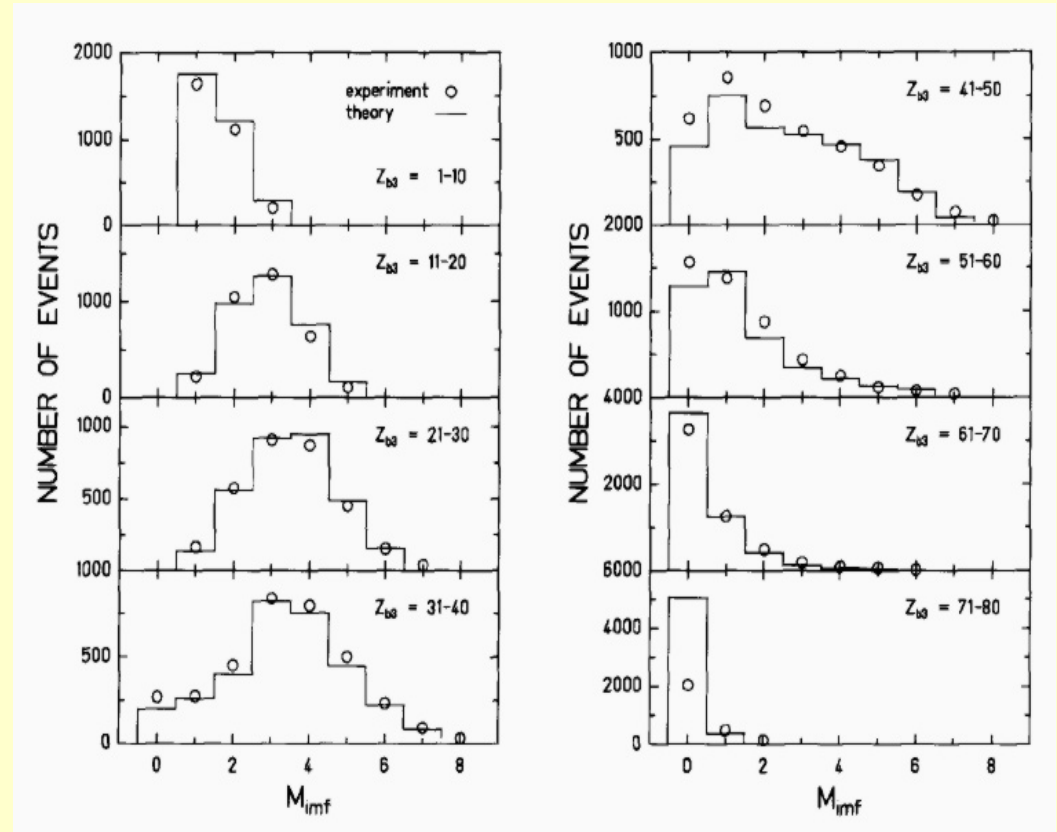 2000
1000
0
experiment O
theory —
Z_b3 = 1-10
1000
0
Z_b3 = 11-20
1000
500
1000
Z_b3 = 21-30
500
0
Z_b3 = 31-40
0 2 4 6 8
M_imf
NUMBER OF EVENTS
1000
500
2000
Z_b3 = 41-50
1000
4000
Z_b3 = 51-60
2000
6000
Z_b3 = 61-70
4000
2000
0
Z_b3 = 71-80
0 2 4 6 8
M_imf
NUMBER OF EVENTS